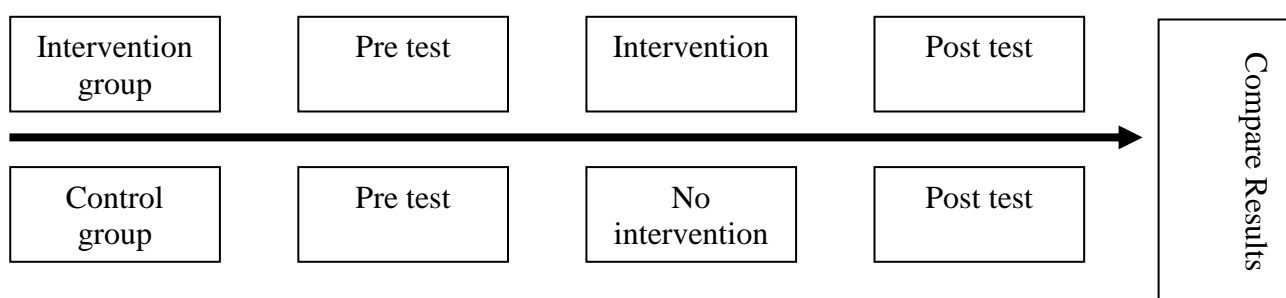 Intervention
group
Pre test
Intervention
Post test
Control
group
Pre test
No
intervention
Post test
Compare Results